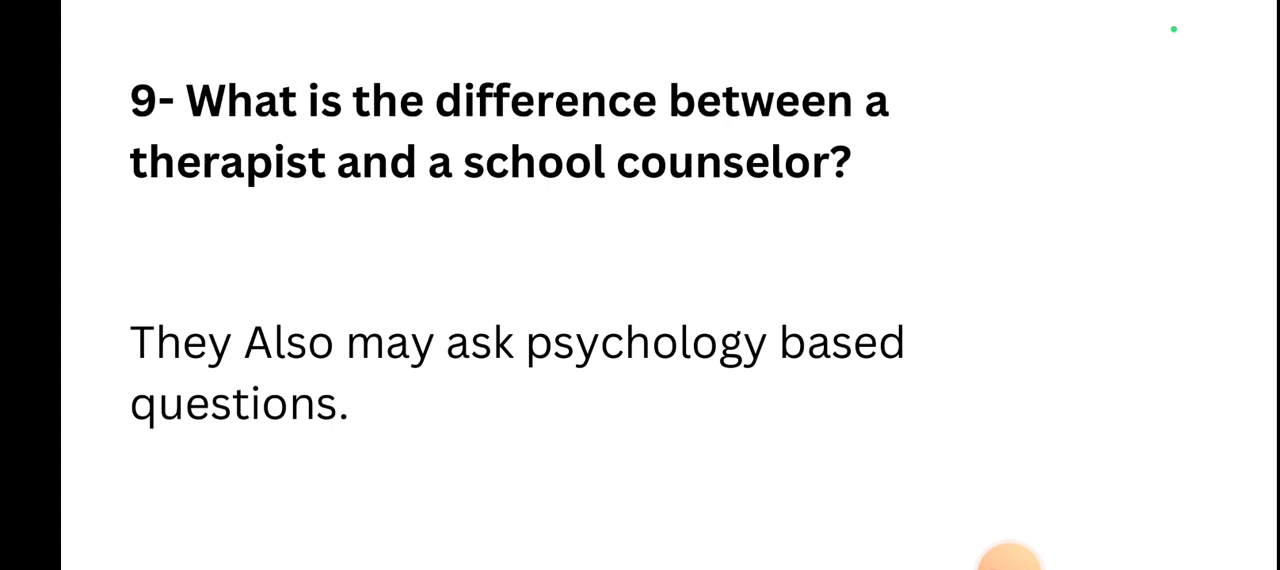 9- What is the difference between a
therapist and a school counselor?
They Also may ask psychology based
questions.